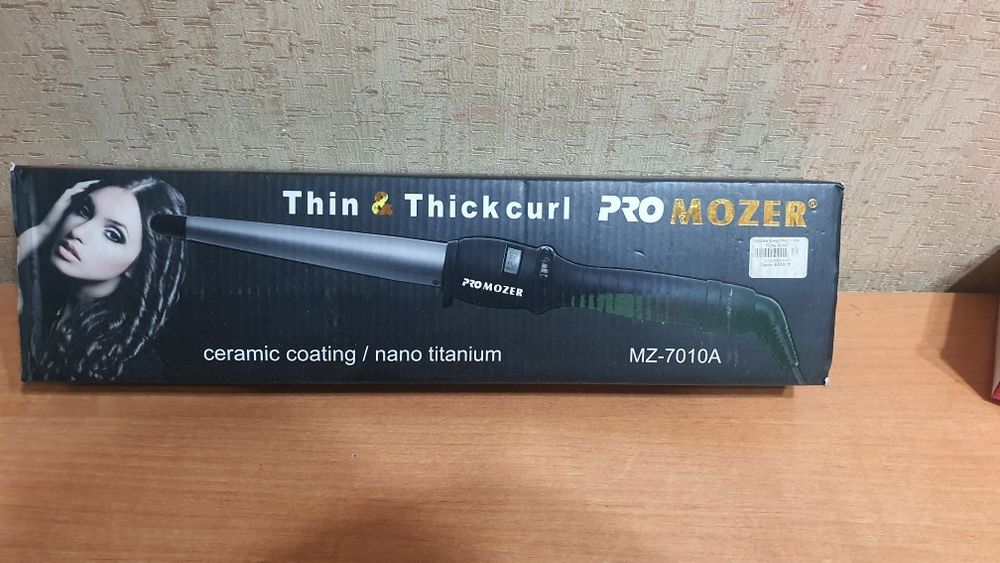 Thin & Thickcurl PRO MOZER®
PRO MOZER
ceramic coating / nano titanium
MZ-7010A